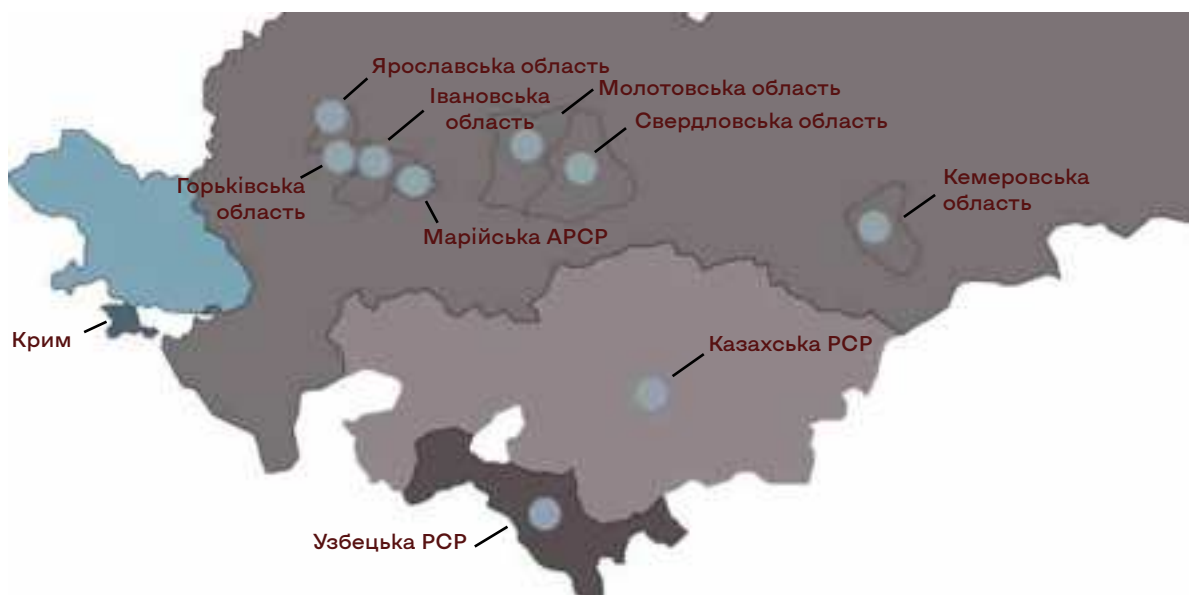 Ярославська область
Івановська
область
Молотовська область
Свердловська область
Горьківська
область
Марійська АРСР
Кемеровська
область
Крим
Казахська РСР
Узбецька РСР